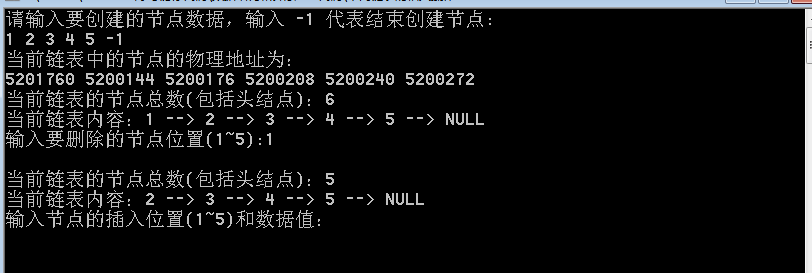 请输入要创建的节点数据，输入 -1 代表结束创建节点：
1 2 3 4 5 -1
当前链表中的节点的物理地址为：
5201760 5200144 5200176 5200208 5200240 5200272
当前链表的节点总数(包括头结点)：6
当前链表内容：1 --> 2 --> 3 --> 4 --> 5 --> NULL
输入要删除的节点位置(1~5):1
当前链表的节点总数(包括头结点)：5
当前链表内容：2 --> 3 --> 4 --> 5 --> NULL
输入节点的插入位置(1~5)和数据值：